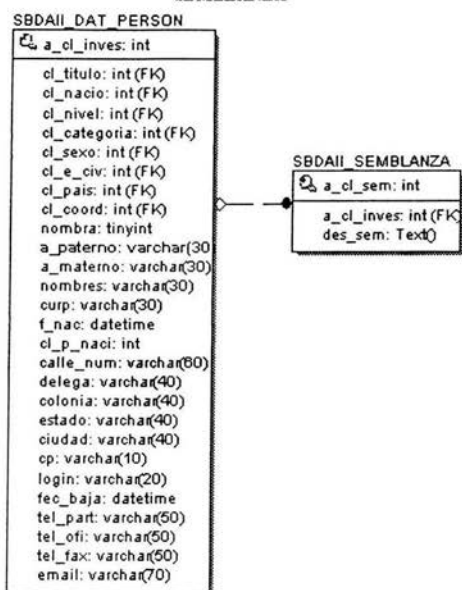 SBDAII_DAT_PERSON
a_cl_inves: int
cl_titulo: int (FK)
cl_nacio: int (FK)
cl_nivel: int (FK)
cl_categoria: int (FK)
cl_sexo: int (FK)
cl_e_civ: int (FK)
cl_pais: int (FK)
cl_coord: int (FK)
nombra: tinyint
a_paterno: varchar(30
a_materno: varchar(30)
nombres: varchar(30)
curp: varchar(30)
f_nac: datetime
cl_p_naci: int
calle_num: varchar(60)
delega: varchar(40)
colonia: varchar(40)
estado: varchar(40)
ciudad: varchar(40)
cp: varchar(10)
login: varchar(20)
fec_baja: datetime
tel_part: varchar(50)
tel_ofi: varchar(50)
tel_fax: varchar(50)
email: varchar(70)
SBDAII_SEMBLANZA
a_cl_sem: int
a_cl_inves: int (FK)
des_sem: Text()